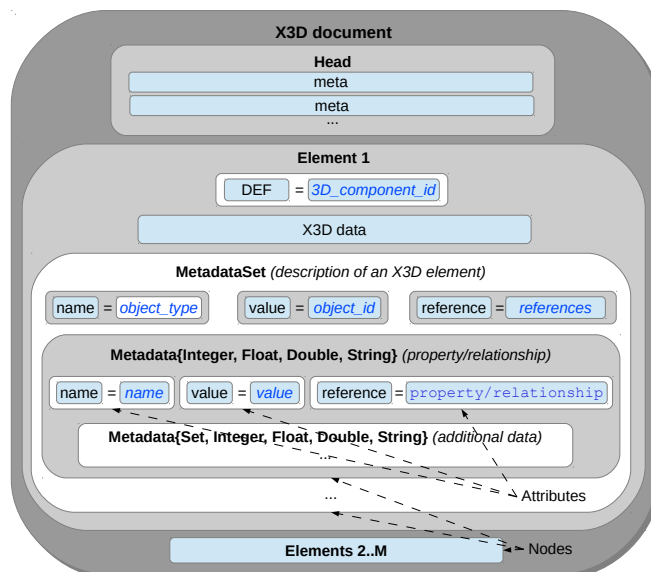 X3D document
Head
meta
meta
...
Element 1
DEF = 3D_component_id
X3D data
MetadataSet (description of an X3D element)
name = object_type value = object_id reference = references
Metadata{Integer, Float, Double, String} (property/relationship)
name = name value = value reference = property/relationship
Metadata{Set, Integer, Float, Double, String} (additional data)
...
... Attributes
Elements 2..M Nodes